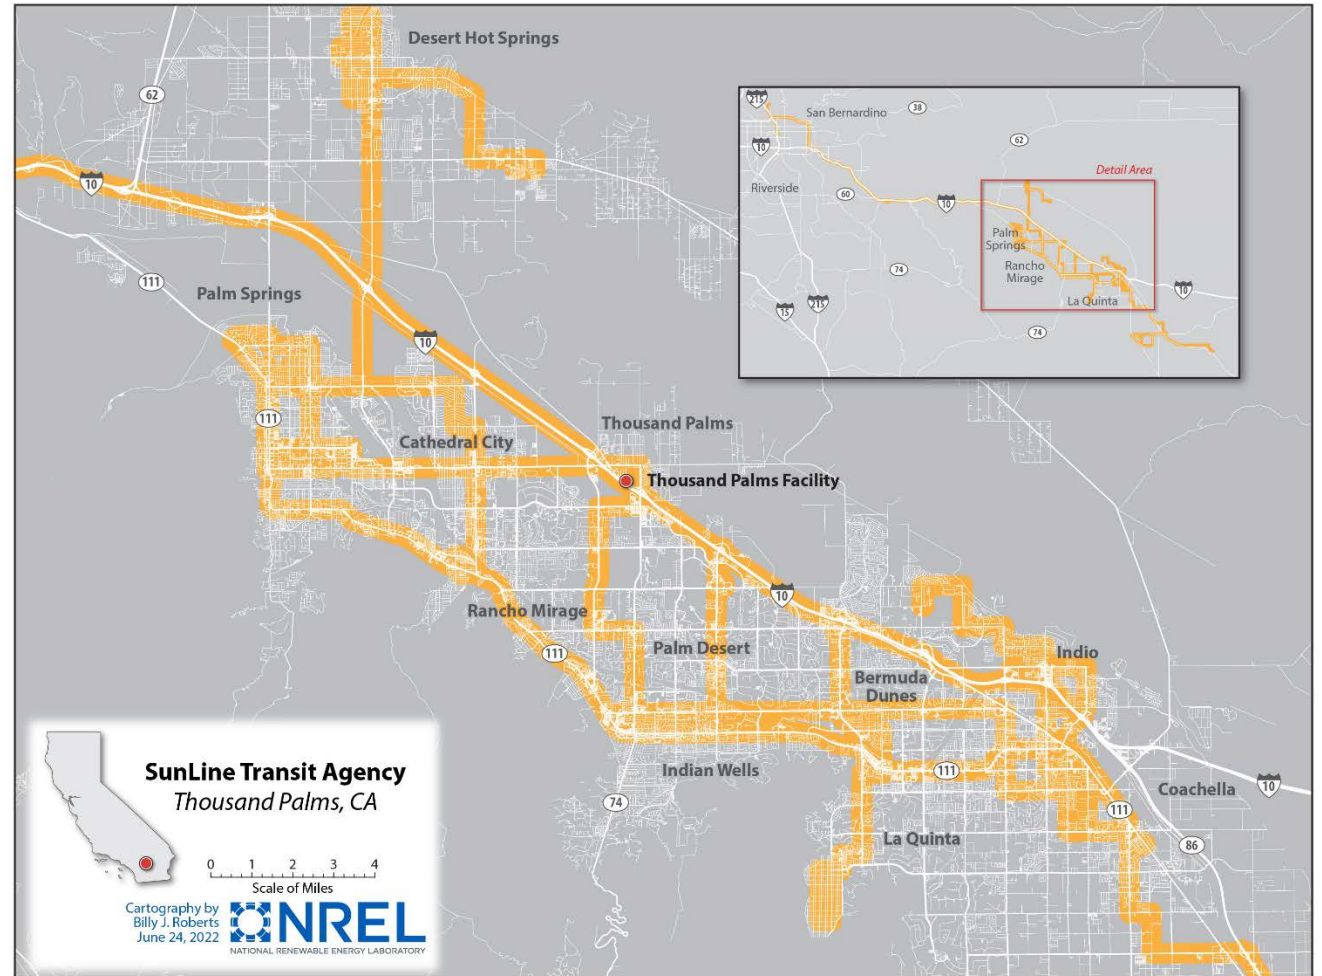 Desert Hot Springs
62
10
111
Palm Springs
10
111
Cathedral City
Thousand Palms
Thousand Palms Facility
Rancho Mirage
111
10
Palm Desert
Bermuda
Dunes
Indio
Indian Wells
111
74
La Quinta
111
Coachella
10
86
215
San Bernardino
38
10
62
Riverside
60
10
Detail Area
Palm
Springs
Rancho
Mirage
74
La Quinta
10
15
215
74
SunLine Transit Agency
Thousand Palms, CA
0 1 2 3 4
Scale of Miles
Cartography by
Billy J. Roberts
June 24, 2022
NREL
NATIONAL RENEWABLE ENERGY LABORATORY